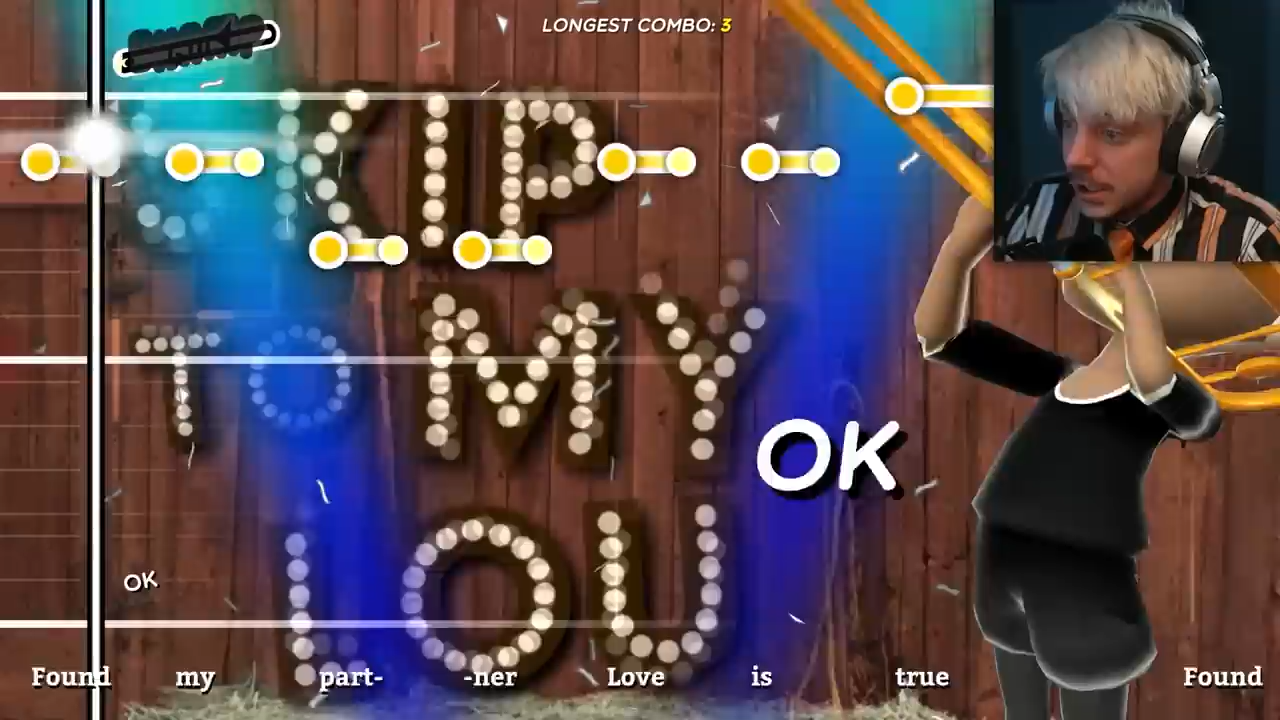 LONGEST COMBO: 3
SKIP
TO MY
LOU
OK
OK
Found my part- -ner Love is true Found